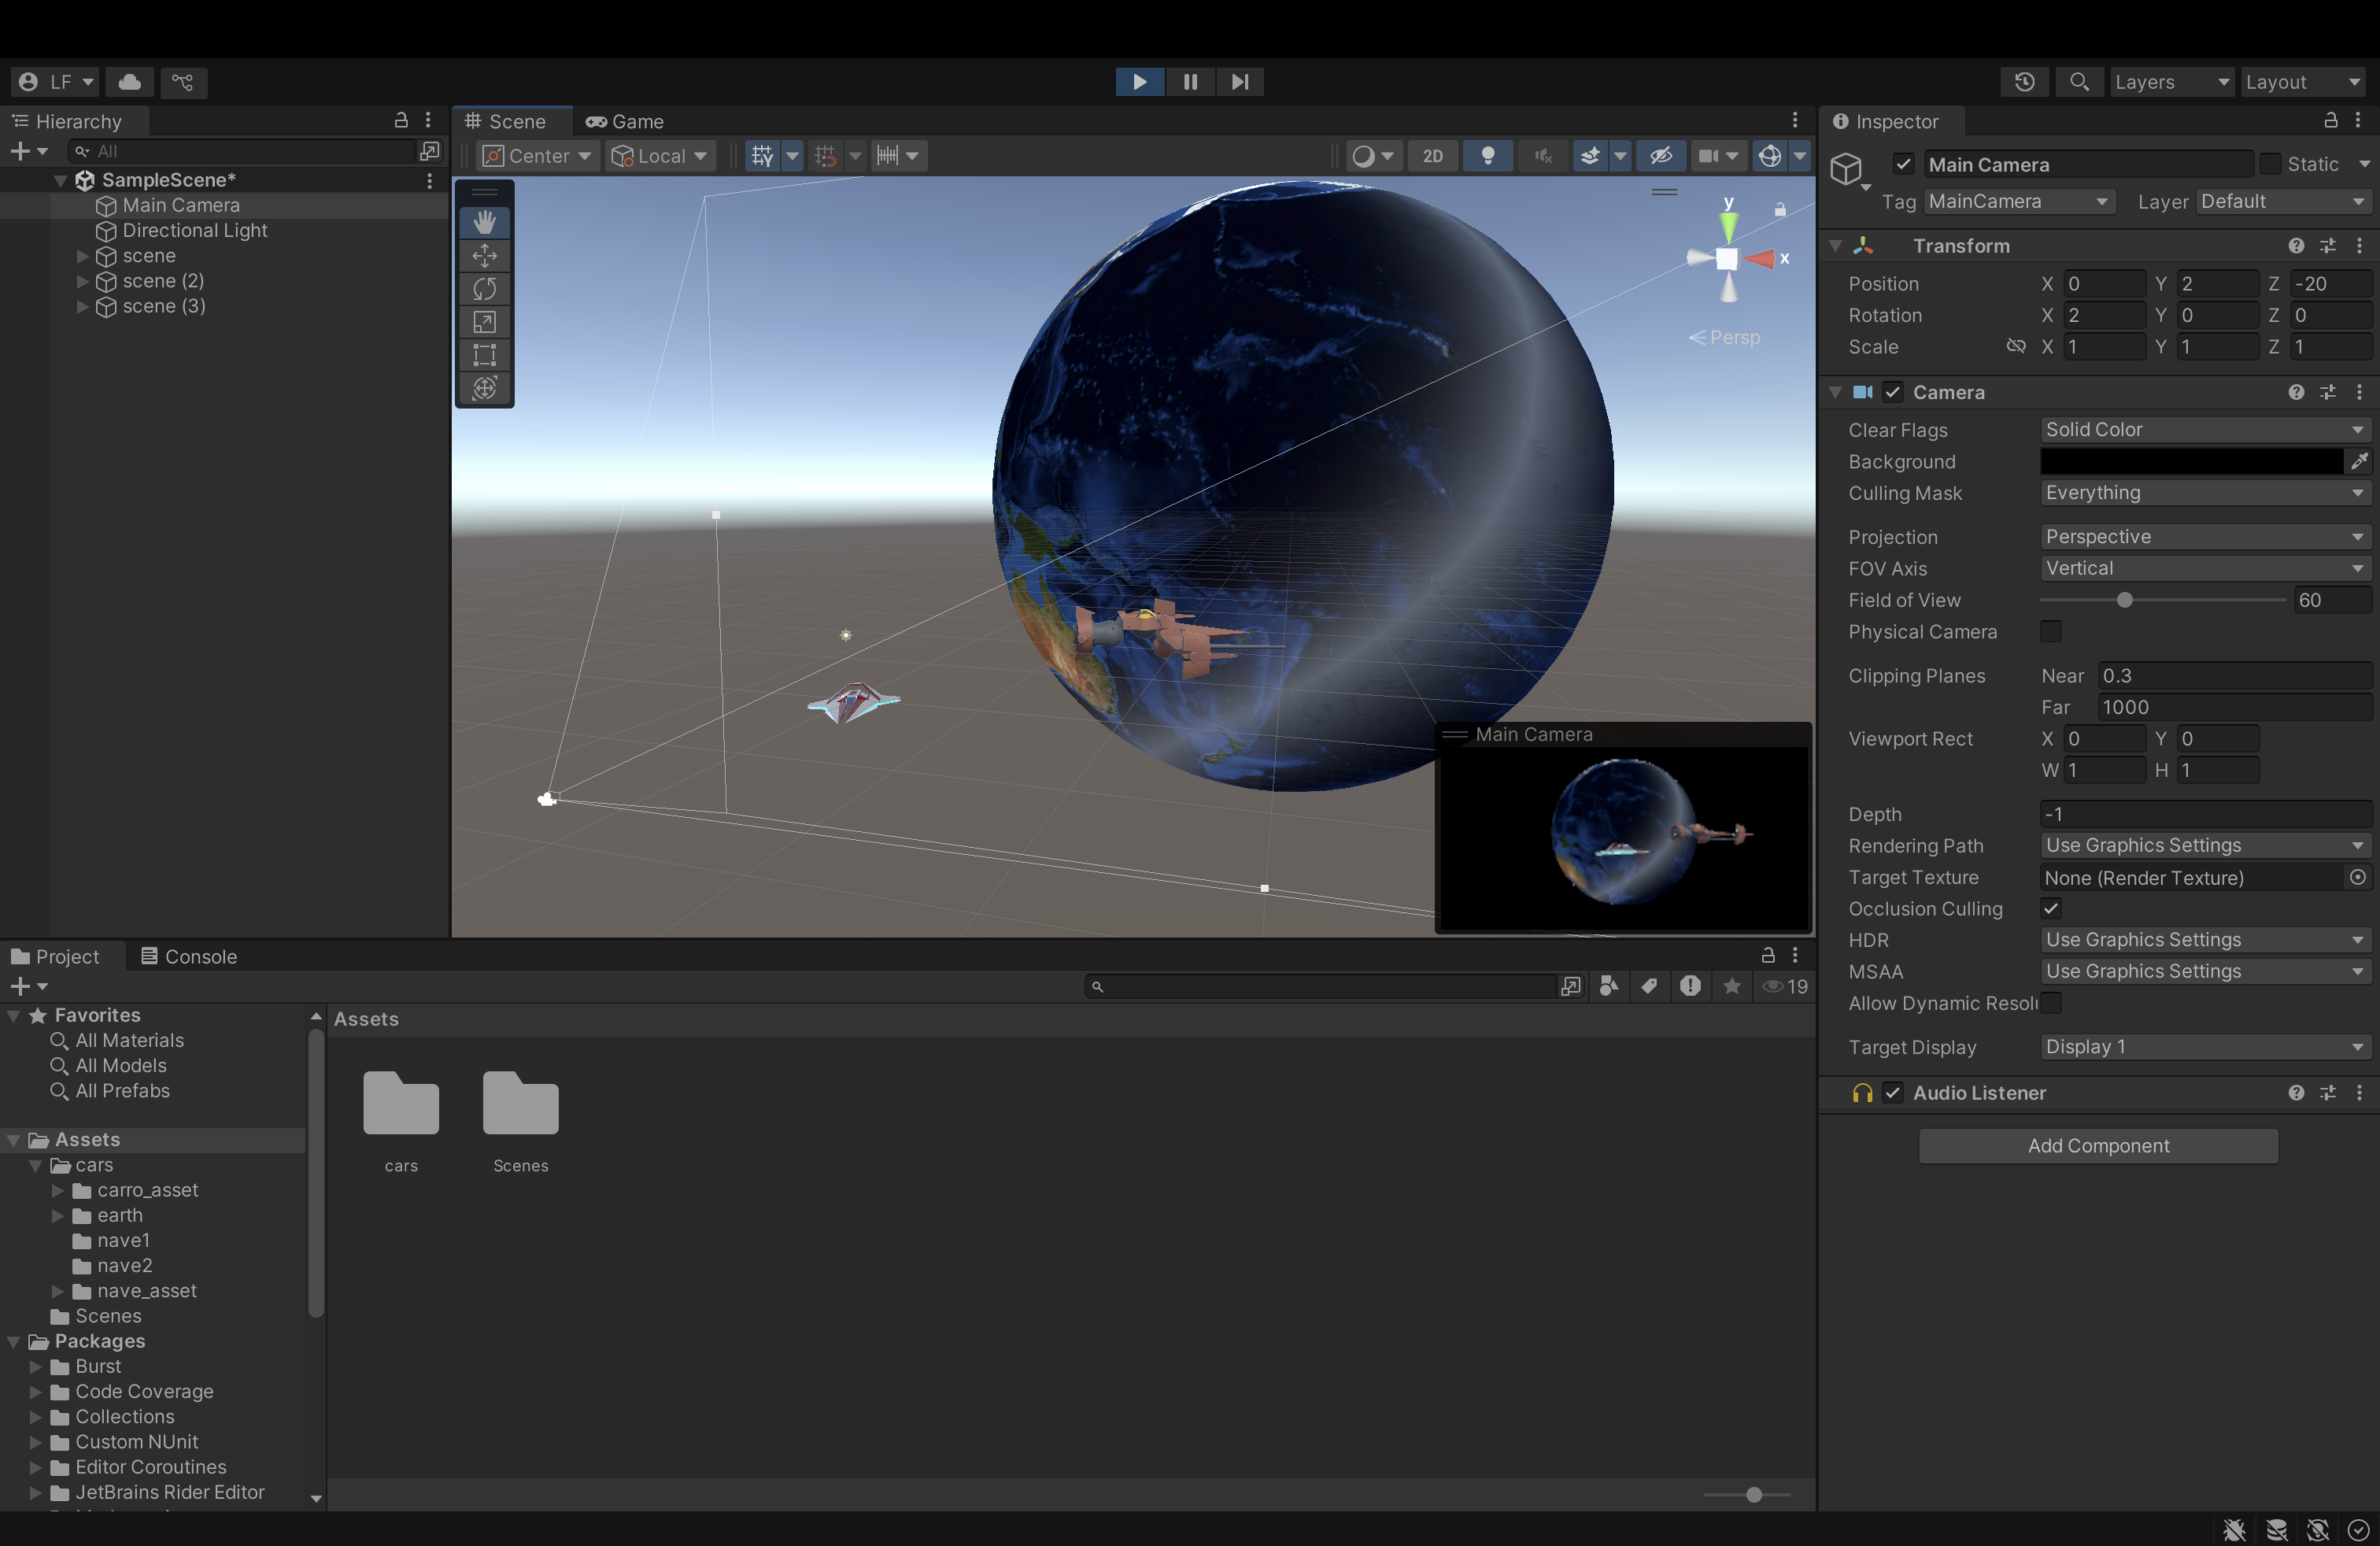 LF
Layers
Layout
Hierarchy
All
SampleScene*
Main Camera
Directional Light
scene
scene (2)
scene (3)
Scene
Game
Center
Local
2D
y
x
Persp
Main Camera
Inspector
Main Camera
Static
Tag MainCamera Layer Default
Transform
Position X 0 Y 2 Z -20
Rotation X 2 Y 0 Z 0
Scale X 1 Y 1 Z 1
Camera
Clear Flags Solid Color
Background
Culling Mask Everything
Projection Perspective
FOV Axis Vertical
Field of View 60
Physical Camera
Clipping Planes Near 0.3
Far 1000
Viewport Rect X 0 Y 0
W 1 H 1
Depth -1
Rendering Path Use Graphics Settings
Target Texture None (Render Texture)
Occlusion Culling
HDR Use Graphics Settings
MSAA Use Graphics Settings
Allow Dynamic Resolu
Target Display Display 1
Audio Listener
Add Component
Project
Console
19
Favorites
All Materials
All Models
All Prefabs
Assets
cars
carro_asset
earth
nave1
nave2
nave_asset
Scenes
Packages
Burst
Code Coverage
Collections
Custom NUnit
Editor Coroutines
JetBrains Rider Editor
Assets
cars
Scenes